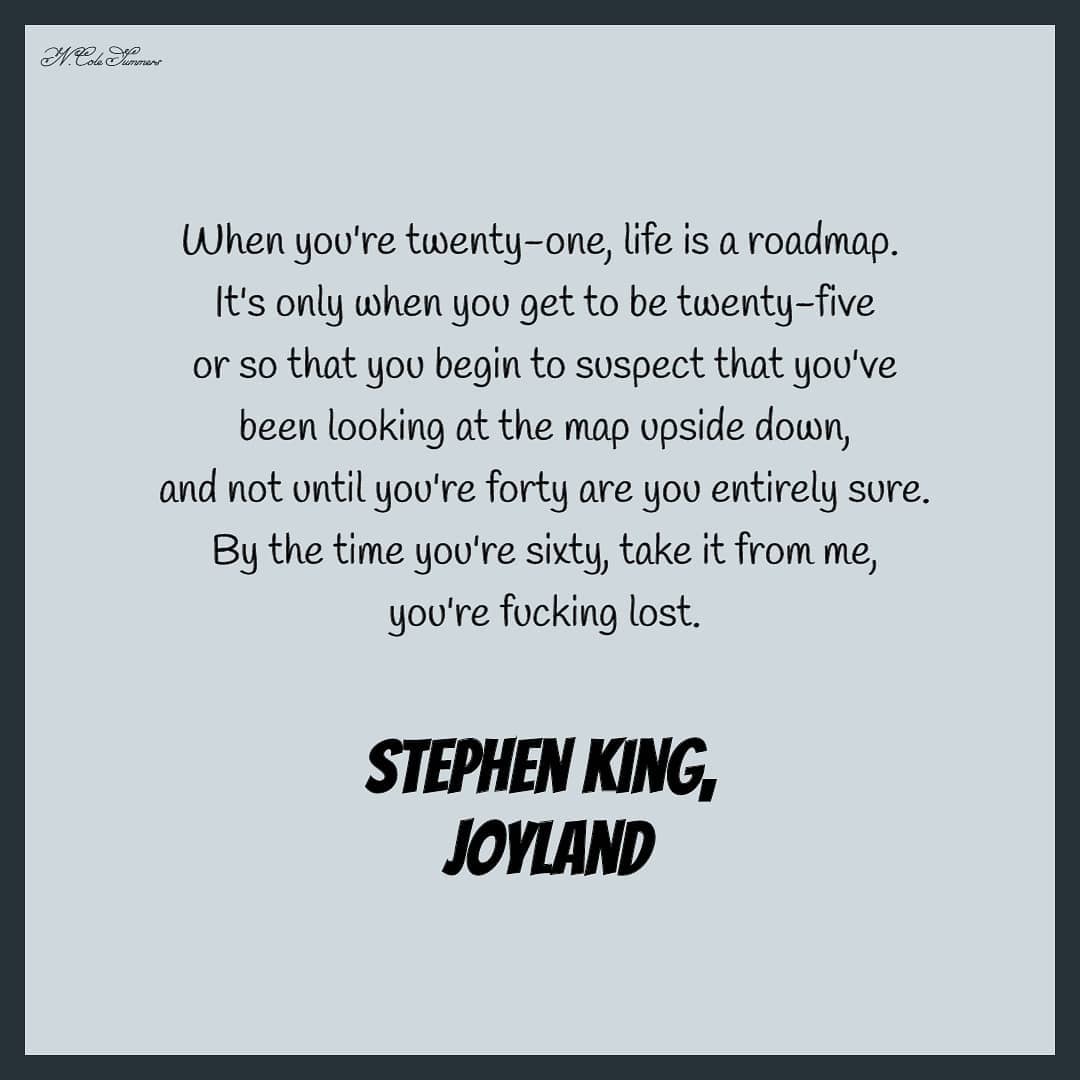 N. Cole Summers
When you're twenty-one, life is a roadmap.
It's only when you get to be twenty-five
or so that you begin to suspect that you've
been looking at the map upside down,
and not until you're forty are you entirely sure.
By the time you're sixty, take it from me,
you're fucking lost.
STEPHEN KING,
JOYLAND